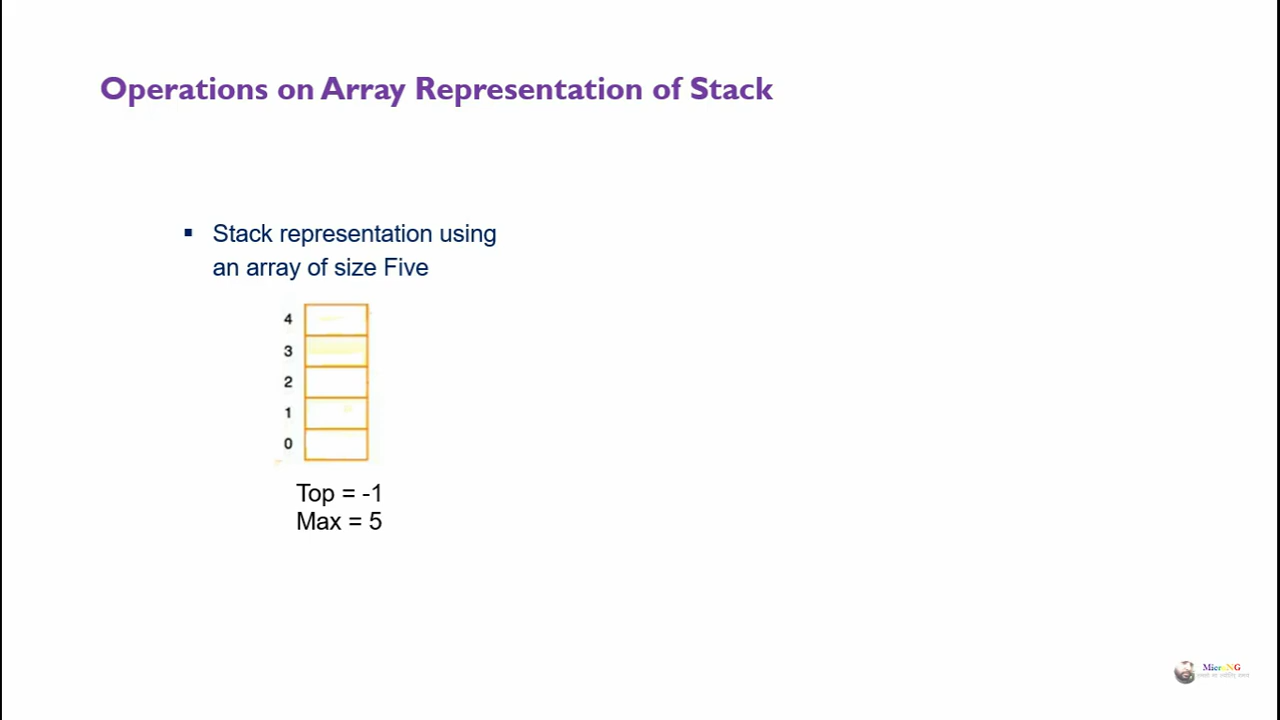 Operations on Array Representation of Stack
▪ Stack representation using
an array of size Five
4
3
2
1
0
Top = -1
Max = 5
MicroNG